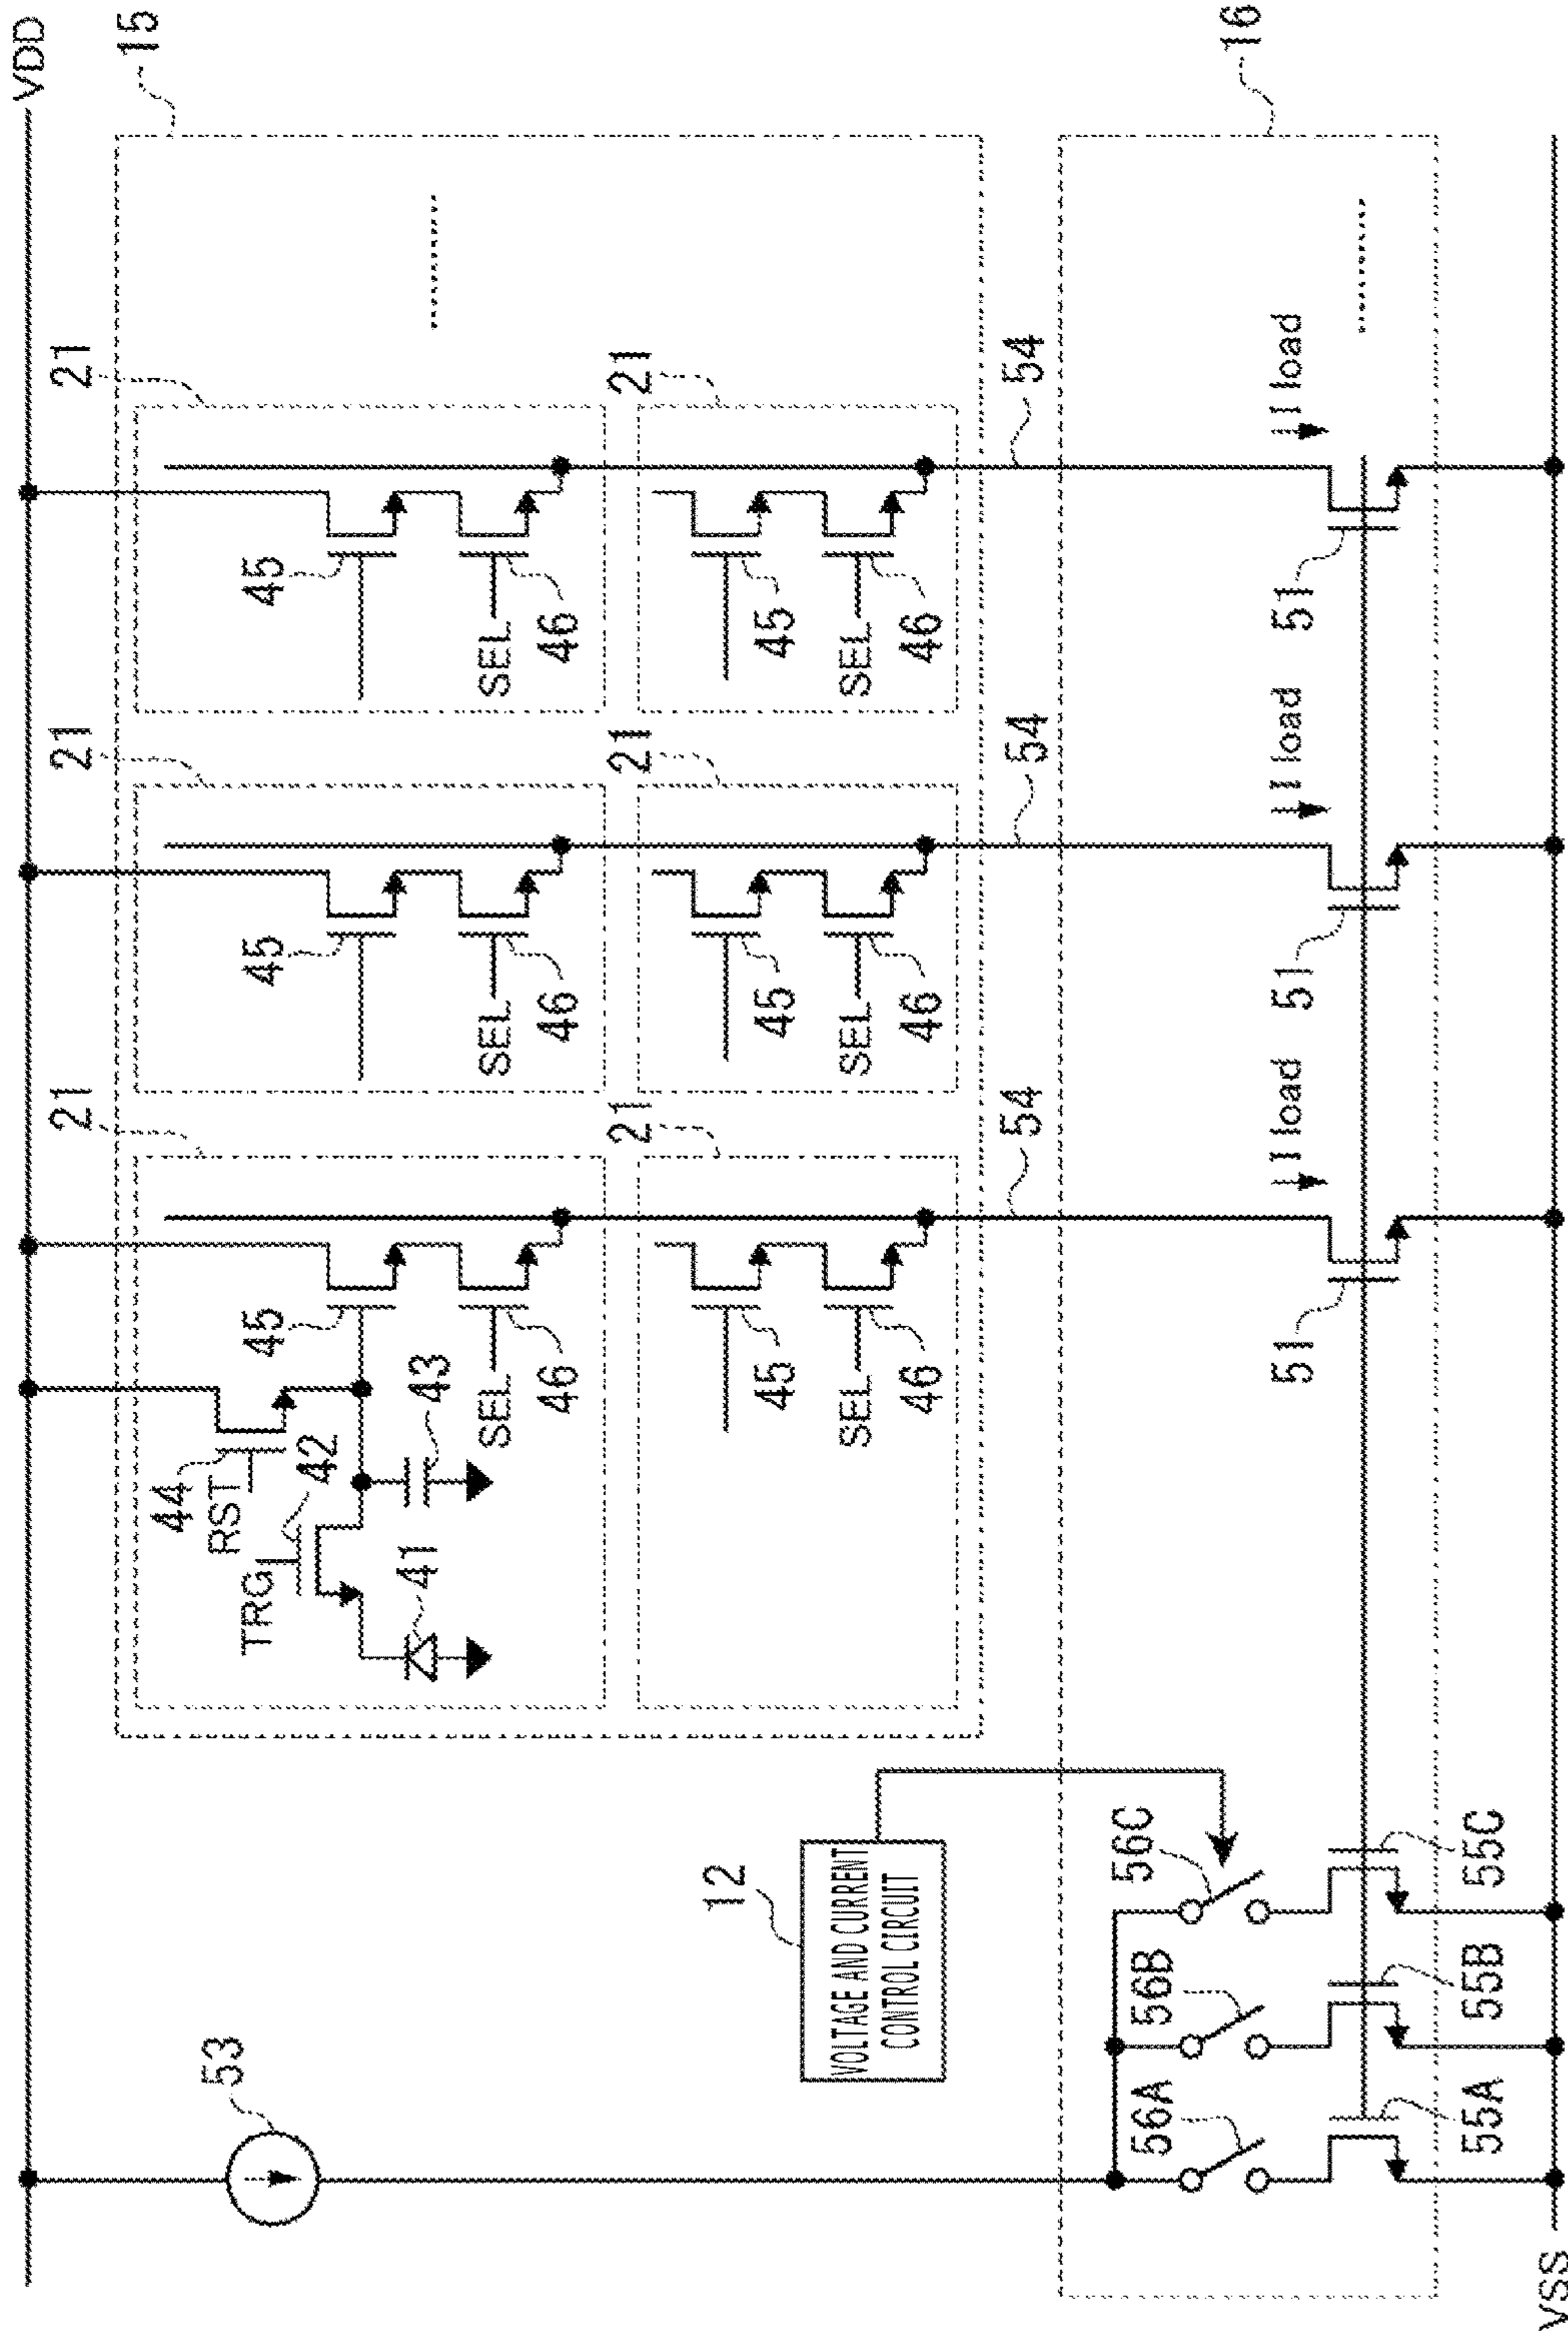 VDD
15
21
21
21
44
RST
TRG
42
41
43
45
45
45
SEL
46
SEL
46
SEL
46
21
21
21
45
45
45
SEL
46
SEL
46
SEL
46
53
12
VOLTAGE AND CURRENT
CONTROL CIRCUIT
54
54
54
16
56A
56B
56C
I load
I load
I load
51
51
51
55A
55B
55C
VSS